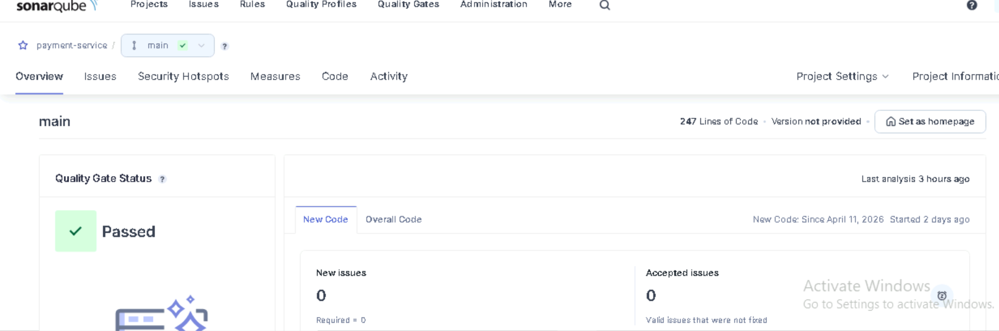 sonarqube Projects Issues Rules Quality Profiles Quality Gates Administration More ?
payment-service / main ?
Overview Issues Security Hotspots Measures Code Activity Project Settings Project Informatio
main 247 Lines of Code • Version not provided • Set as homepage
Quality Gate Status ? Last analysis 3 hours ago
New Code Overall Code New Code: Since April 11, 2026 Started 2 days ago
Passed
New issues Accepted issues
0 0
Required = 0 Valid issues that were not fixed
Activate Windows
Go to Settings to activate Windows.